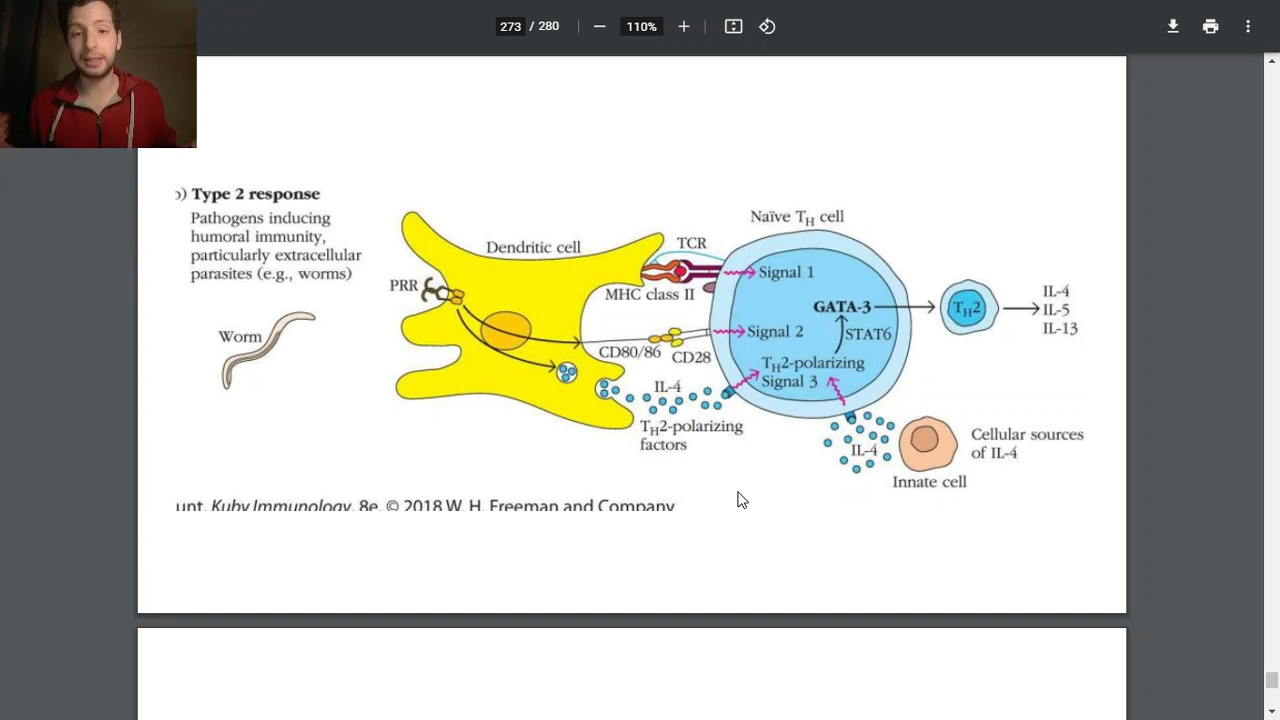 273 / 280
110%
b) Type 2 response
Pathogens inducing
humoral immunity,
particularly extracellular
parasites (e.g., worms)
Worm
Dendritic cell
PRR
TCR
MHC class II
CD80/86
CD28
IL-4
TH2-polarizing
factors
Naïve TH cell
Signal 1
GATA-3
Signal 2
STAT6
TH2-polarizing
Signal 3
TH2
IL-4
IL-5
IL-13
IL-4
Cellular sources
of IL-4
Innate cell
unt, Kuby Immunology, 8e, © 2018 W. H. Freeman and Company